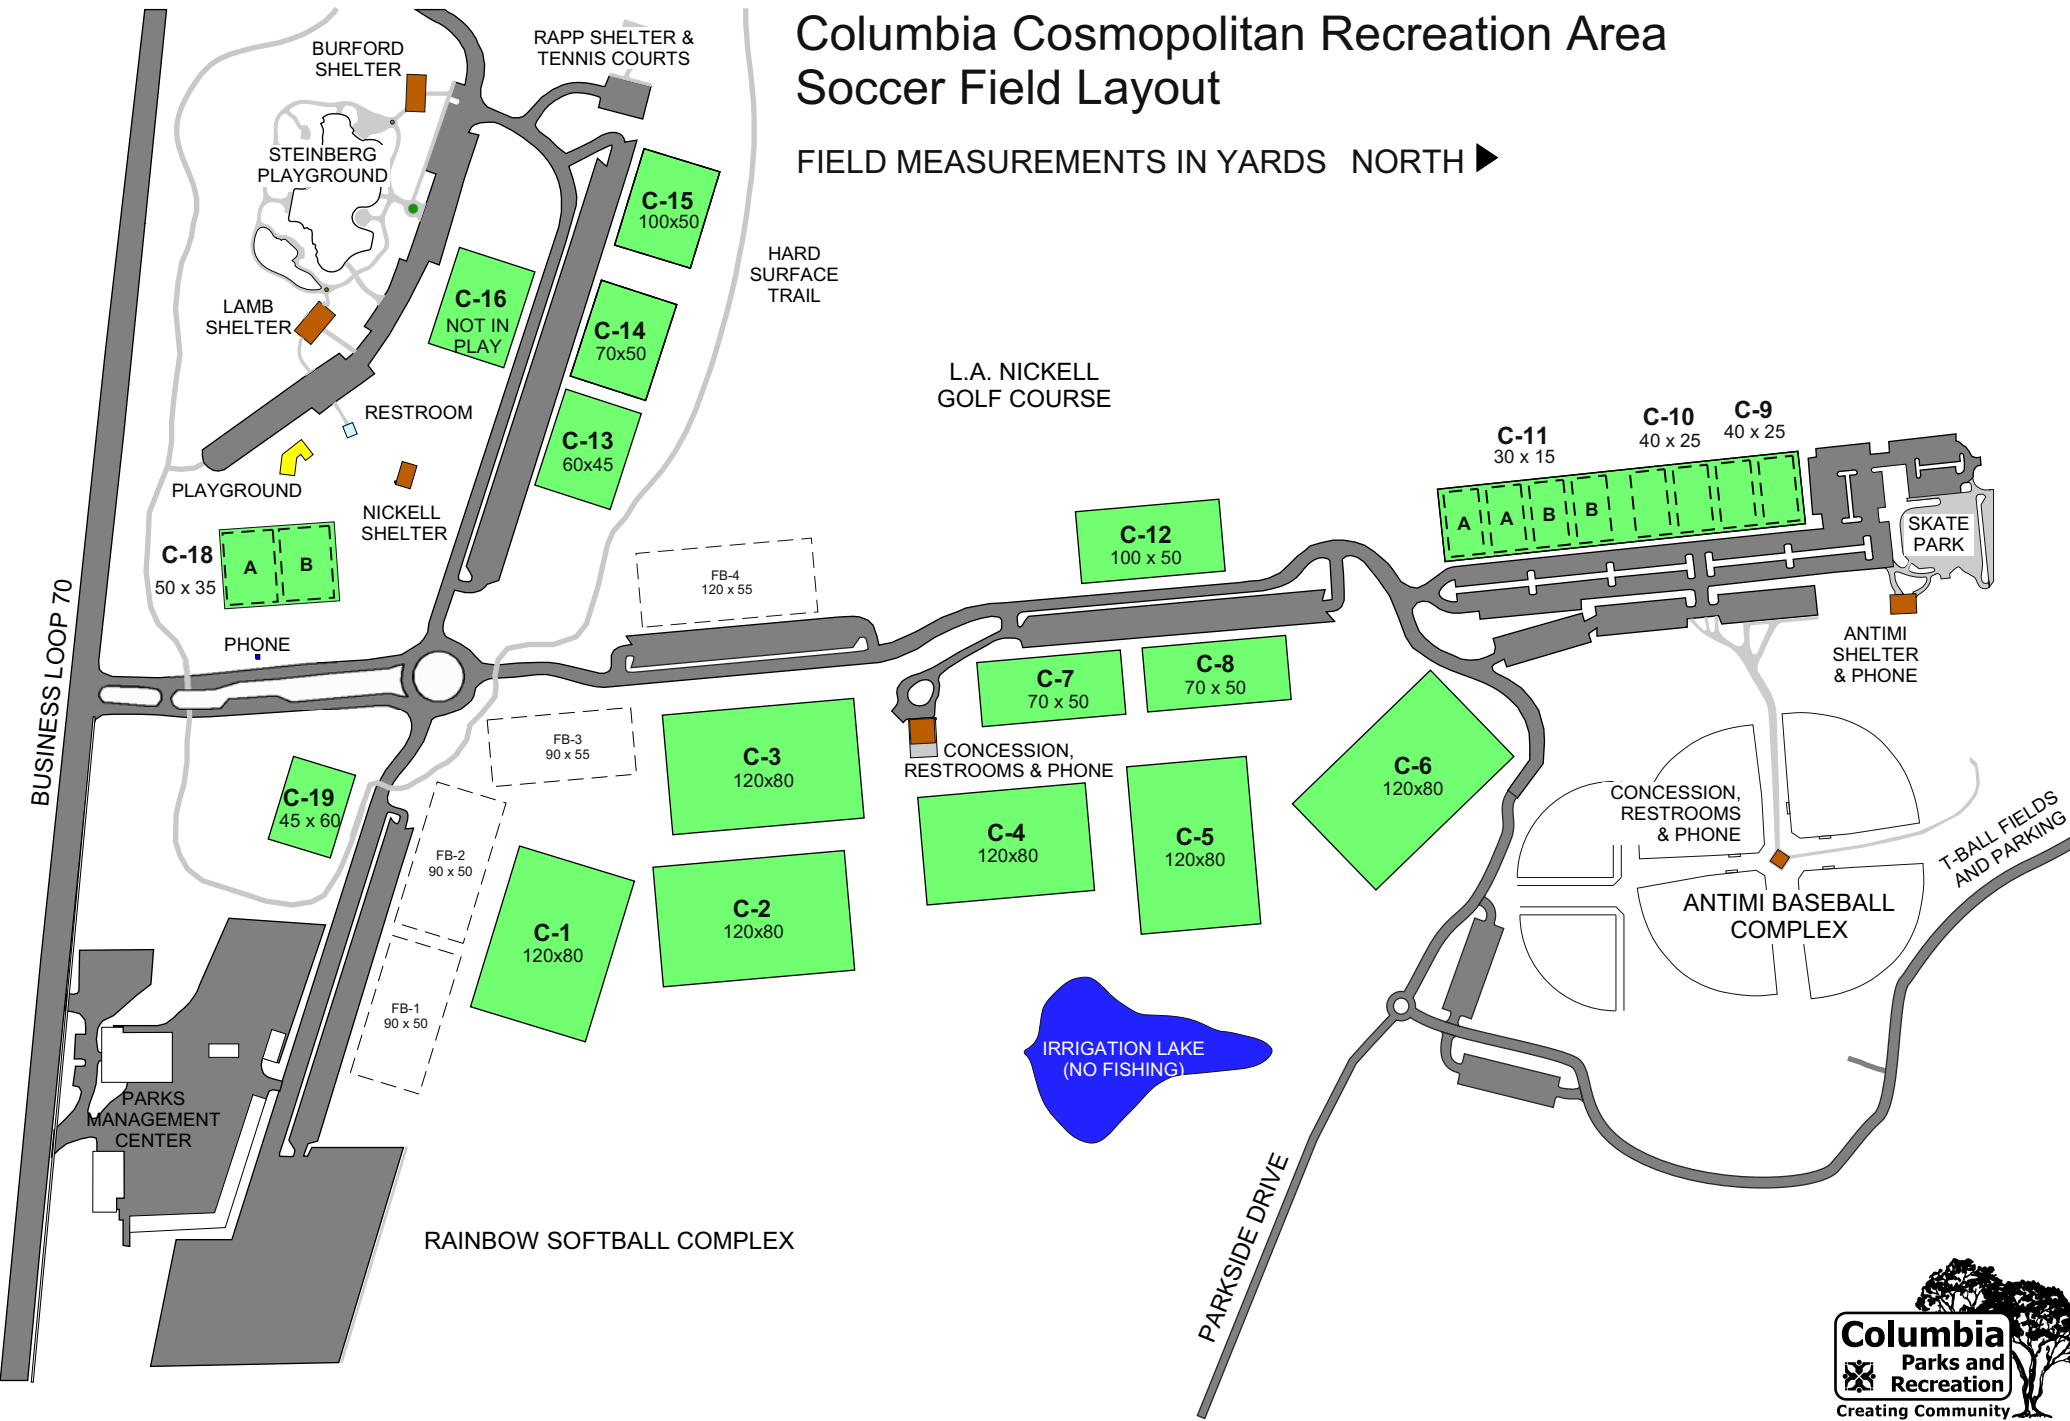 Columbia Cosmopolitan Recreation Area
Soccer Field Layout
FIELD MEASUREMENTS IN YARDS NORTH
BURFORD
SHELTER
RAPP SHELTER &
TENNIS COURTS
STEINBERG
PLAYGROUND
C-15
100x50
HARD
SURFACE
TRAIL
C-16
NOT IN
PLAY
LAMB
SHELTER
C-14
70x50
L.A. NICKELL
GOLF COURSE
RESTROOM
C-13
60x45
PLAYGROUND
NICKELL
SHELTER
C-11
30 x 15
C-10
40 x 25
C-9
40 x 25
A
A
B
B
SKATE
PARK
C-18
50 x 35
A
B
C-12
100 x 50
FB-4
120 x 55
PHONE
BUSINESS LOOP 70
ANTIMI
SHELTER
& PHONE
C-7
70 x 50
C-8
70 x 50
FB-3
90 x 55
C-3
120x80
CONCESSION,
RESTROOMS & PHONE
C-6
120x80
C-19
45 x 60
CONCESSION,
RESTROOMS
& PHONE
T-BALL FIELDS
AND PARKING
C-4
120x80
C-5
120x80
FB-2
90 x 50
C-1
120x80
C-2
120x80
ANTIMI BASEBALL
COMPLEX
FB-1
90 x 50
IRRIGATION LAKE
(NO FISHING)
PARKS
MANAGEMENT
CENTER
RAINBOW SOFTBALL COMPLEX
PARKSIDE DRIVE
Columbia
Parks and
Recreation
Creating Community